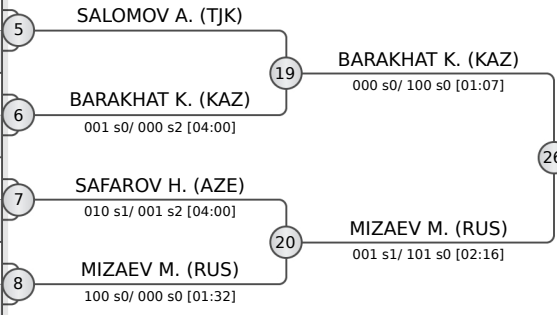 SALOMOV A. (TJK)
5
19
BARAKHAT K. (KAZ)
000 s0/ 100 s0 [01:07]
BARAKHAT K. (KAZ)
6
001 s0/ 000 s2 [04:00]
26
SAFAROV H. (AZE)
7
010 s1/ 001 s2 [04:00]
20
MIZAEV M. (RUS)
001 s1/ 101 s0 [02:16]
MIZAEV M. (RUS)
8
100 s0/ 000 s0 [01:32]